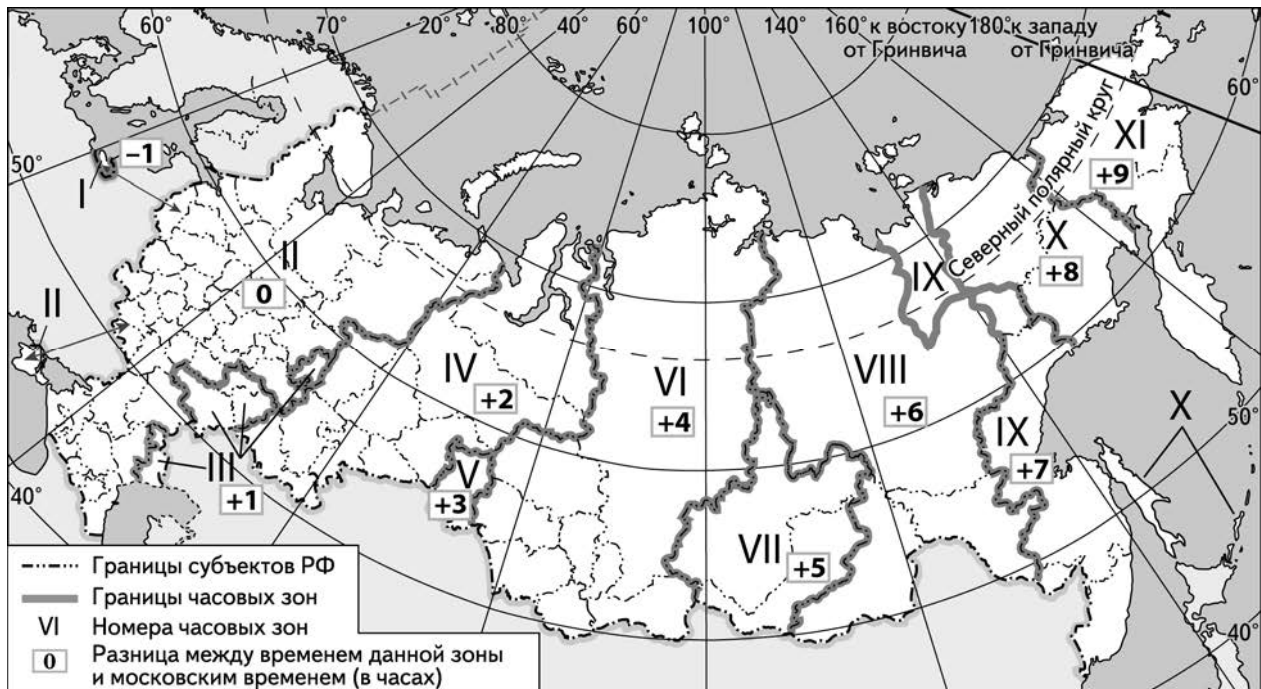 60° 70° 20° 40° 60° 100° 140° 160° к востоку 180° к западу
от Гринвича от Гринвича
60°
50°
−1
I
Северный полярный круг
XI
+9
II
0
X
+8
IX
II
IV
+2
VI
+4
VIII
+6
X
50°
IX
+7
III
+1
V
+3
40°
VII
+5
40°
Границы субъектов РФ
Границы часовых зон
VI Номера часовых зон
0 Разница между временем данной зоны
и московским временем (в часах)